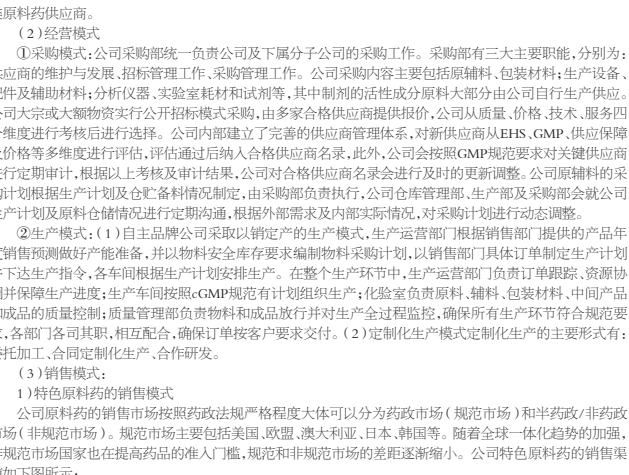 原料药供应商。
(2)经营模式
①采购模式:公司采购部统一负责公司及下属分子公司的采购工作。采购部有三大主要职能,分别为:
应商的维护与发展、招标管理工作、采购管理工作。公司采购内容主要包括原辅料、包装材料;生产设备、
件及辅助材料;分析仪器、实验室耗材和试剂等,其中制剂的活性成分原料大部分由公司自行生产供应。
司大宗或大额物资实行公开招标模式采购,由多家合格供应商提供报价,公司从质量、价格、技术、服务四
维度进行考核后进行选择。公司内部建立了完善的供应商管理体系,对新供应商从EHS、GMP、供应保障
价格等多维度进行评估,评估通过后纳入合格供应商名录,此外,公司会按照GMP规范要求对关键供应商
行定期审计,根据以上考核及审计结果,公司对合格供应商名录会进行及时的更新调整。公司原辅料的采
计划根据生产计划及仓贮备料情况制定,由采购部负责执行,公司仓库管理部、生产部及采购部会就公司
产计划及原料仓储情况进行定期沟通,根据外部需求及内部实际情况,对采购计划进行动态调整。
②生产模式:(1)自主品牌公司采取以销定产的生产模式,生产运营部门根据销售部门提供的产品年
销售预测做好产能准备,并以物料安全库存要求编制物料采购计划,以销售部门具体订单制定生产计划
下达生产指令,各车间根据生产计划安排生产。在整个生产环节中,生产运营部门负责订单跟踪、资源协
并保障生产进度;生产车间按照cGMP规范有计划组织生产;化验室负责原料、辅料、包装材料、中间产品
成品的质量控制;质量管理部负责物料和成品放行并对生产全过程监控,确保所有生产环节符合规范要
,各部门各司其职,相互配合,确保订单按客户要求交付。(2)定制化生产模式定制化生产的主要形式有:
托加工、合同定制化生产、合作研发。
(3)销售模式:
1)特色原料药的销售模式
公司原料药的销售市场按照药政法规严格程度大体可以分为药政市场(规范市场)和半药政/非药政
场(非规范市场)。规范市场主要包括美国、欧盟、澳大利亚、日本、韩国等。随着全球一体化趋势的加强,
规范市场国家也在提高药品的准入门槛,规范和非规范市场的差距逐渐缩小。公司特色原料药的销售渠
如下图所示: